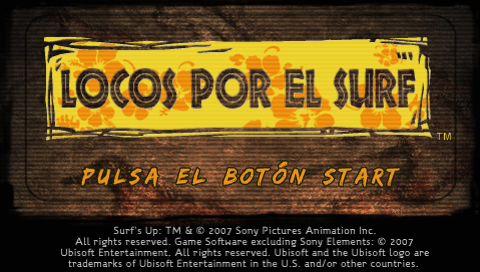 LOCOS POR EL SURF
TM
PULSA EL BOTÓN START
Surf's Up: TM & © 2007 Sony Pictures Animation Inc.
All rights reserved. Game Software excluding Sony Elements: © 2007
Ubisoft Entertainment. All rights reserved. Ubisoft and the Ubisoft logo are
trademarks of Ubisoft Entertainment in the U.S. and/or other countries.